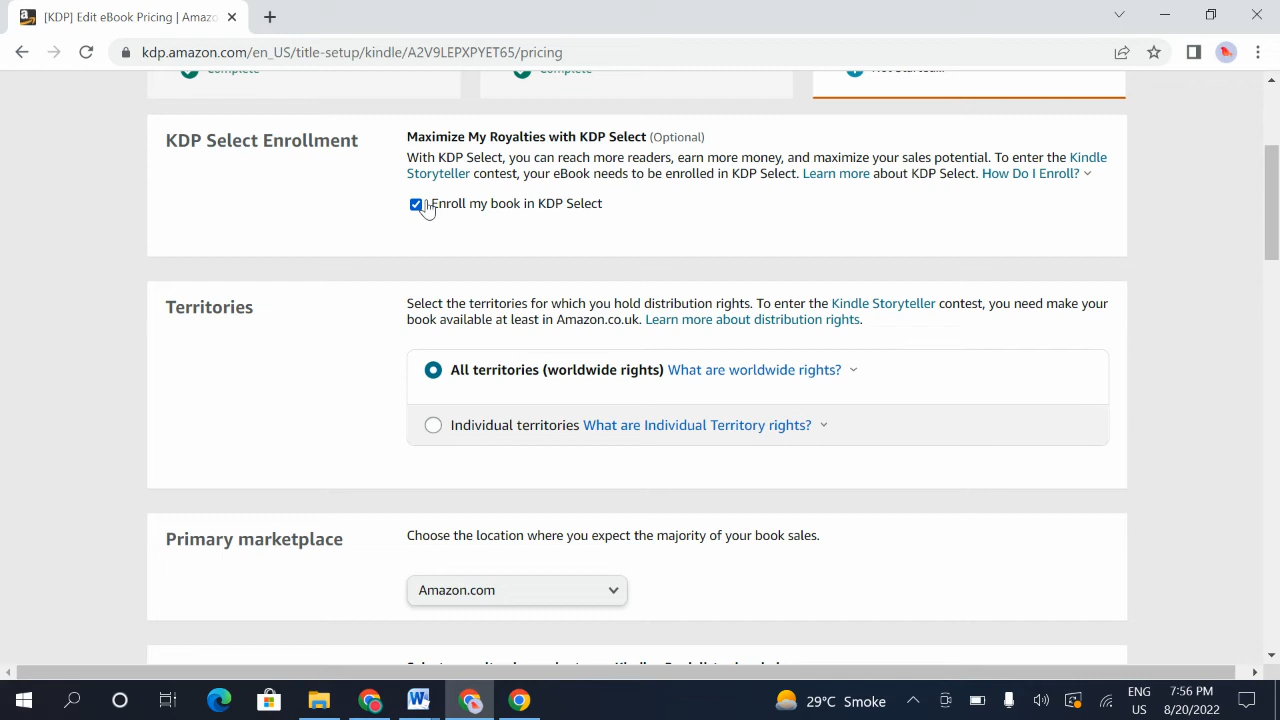 [KDP] Edit eBook Pricing | Amazo
kdp.amazon.com/en_US/title-setup/kindle/A2V9LEPXPYET65/pricing
Complete
Complete
Not Started...
KDP Select Enrollment
Maximize My Royalties with KDP Select (Optional)
With KDP Select, you can reach more readers, earn more money, and maximize your sales potential. To enter the Kindle
Storyteller contest, your eBook needs to be enrolled in KDP Select. Learn more about KDP Select. How Do I Enroll?
Enroll my book in KDP Select
Territories
Select the territories for which you hold distribution rights. To enter the Kindle Storyteller contest, you need make your
book available at least in Amazon.co.uk. Learn more about distribution rights.
All territories (worldwide rights) What are worldwide rights?
Individual territories What are Individual Territory rights?
Primary marketplace
Choose the location where you expect the majority of your book sales.
Amazon.com
29°C Smoke
ENG
US
7:56 PM
8/20/2022